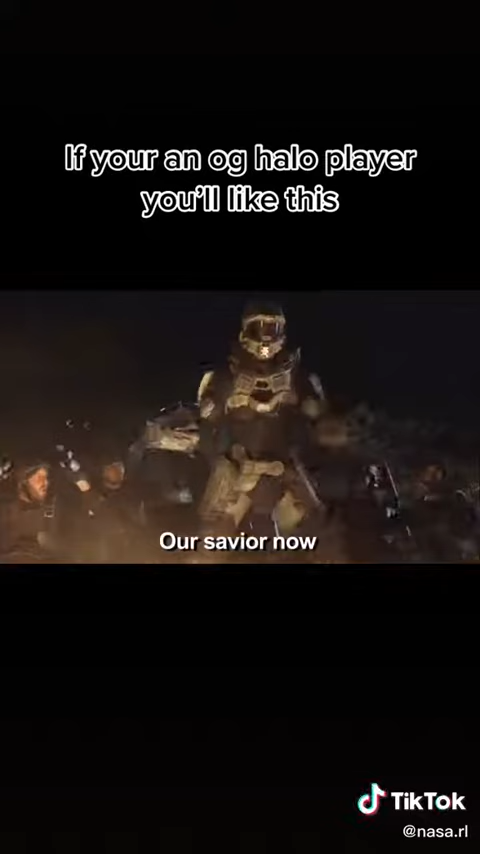 If your an og halo player
you'll like this
Our savior now
TikTok
@nasa.rl